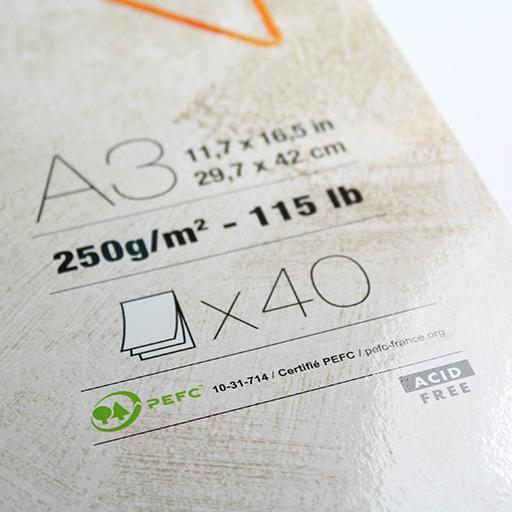 A3
11,7 x 16,5 in
29,7 x 42 cm
250g/m² - 115 lb
x40
PEFC™ 10-31-714 / Certifié PEFC / pefc-france.org
ACID
FREE